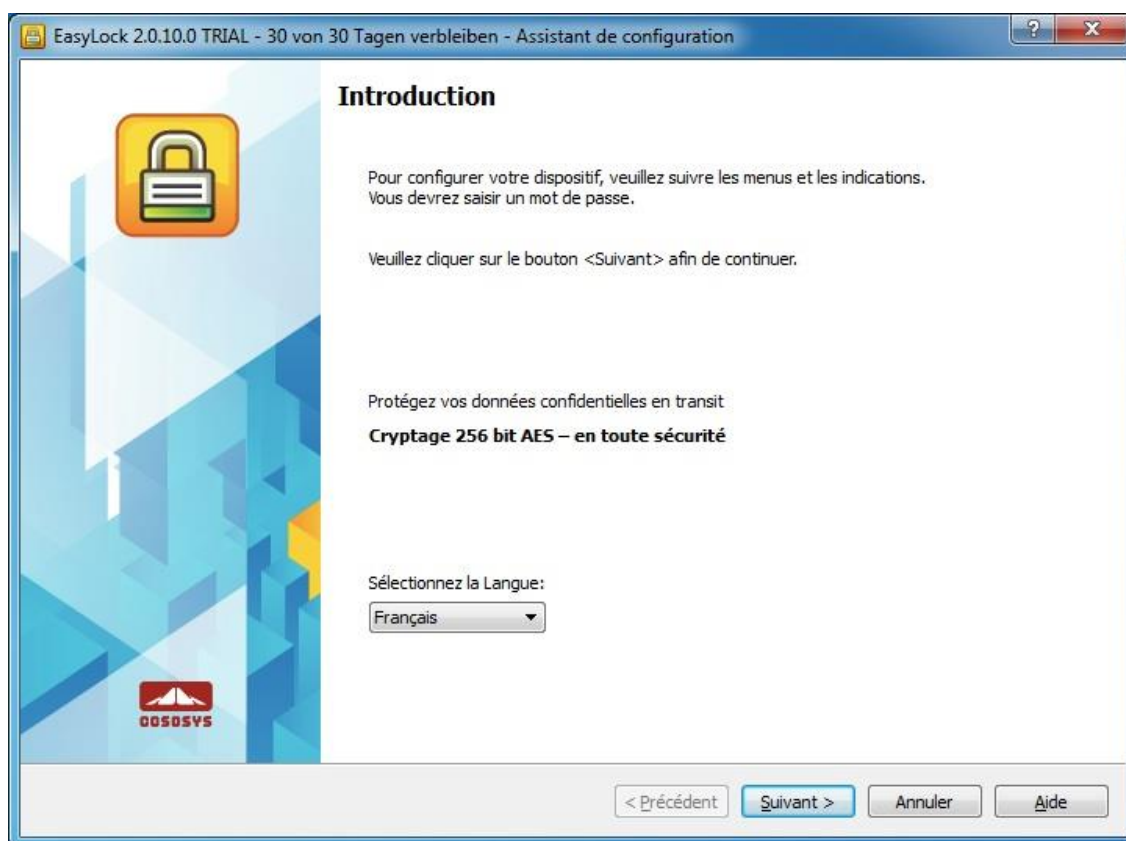 EasyLock 2.0.10.0 TRIAL - 30 von 30 Tagen verbleiben - Assistant de configuration
Introduction
Pour configurer votre dispositif, veuillez suivre les menus et les indications.
Vous devrez saisir un mot de passe.
Veuillez cliquer sur le bouton <Suivant> afin de continuer.
Protégez vos données confidentielles en transit
Cryptage 256 bit AES – en toute sécurité
Sélectionnez la Langue:
Français
COSOSYS
< Précédent Suivant > Annuler Aide